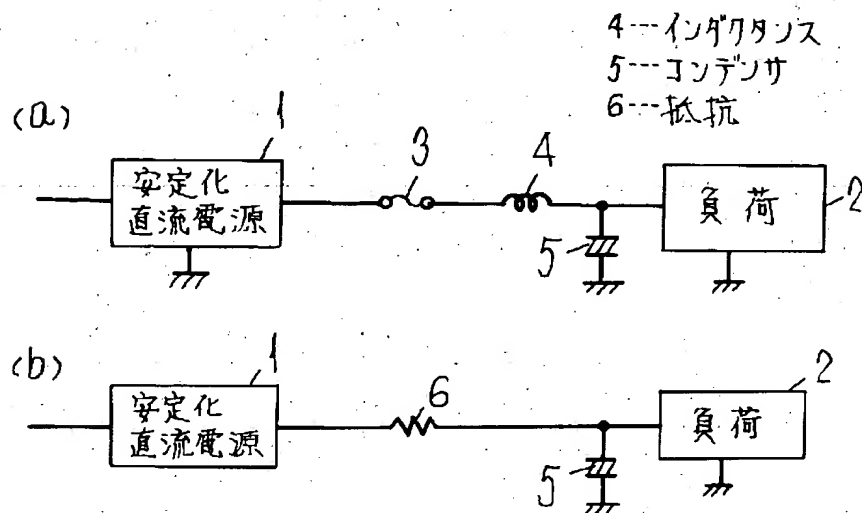 4---インダクタンス
5---コンデンサ
6---抵抗
(a)
1
3
4
安定化
直流電源
負荷
2
5
(b)
1
6
2
安定化
直流電源
負荷
5